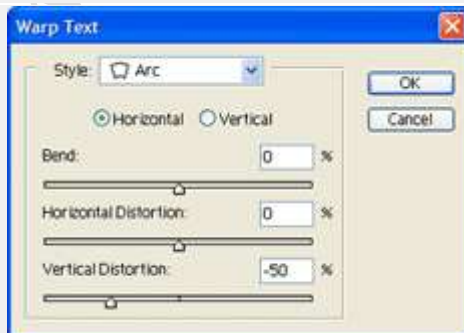 Warp Text
Style: Arc
OK
Horizontal Vertical
Cancel
Bend: 0 %
Horizontal Distortion: 0 %
Vertical Distortion: -50 %